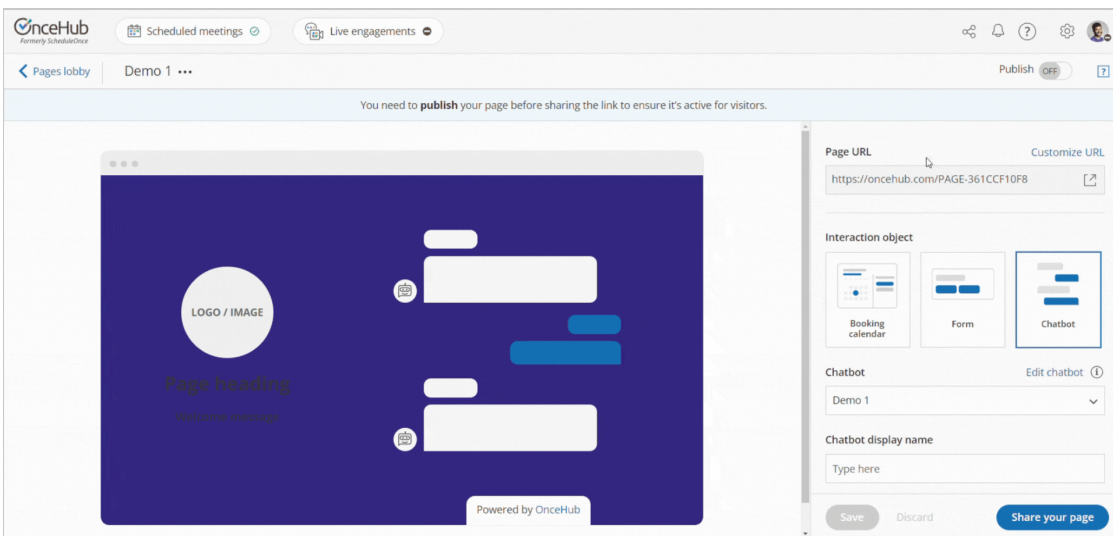 OnceHub
Formerly ScheduleOnce
Scheduled meetings
Live engagements
?
Pages lobby
Demo 1 •••
Publish OFF
?
You need to publish your page before sharing the link to ensure it's active for visitors.
Page URL
Customize URL
https://oncehub.com/PAGE-361CCF10F8
Interaction object
Booking
calendar
Form
Chatbot
Chatbot
Edit chatbot
Demo 1
Chatbot display name
Type here
Save
Discard
Share your page
LOGO / IMAGE
Page heading
Powered by OnceHub